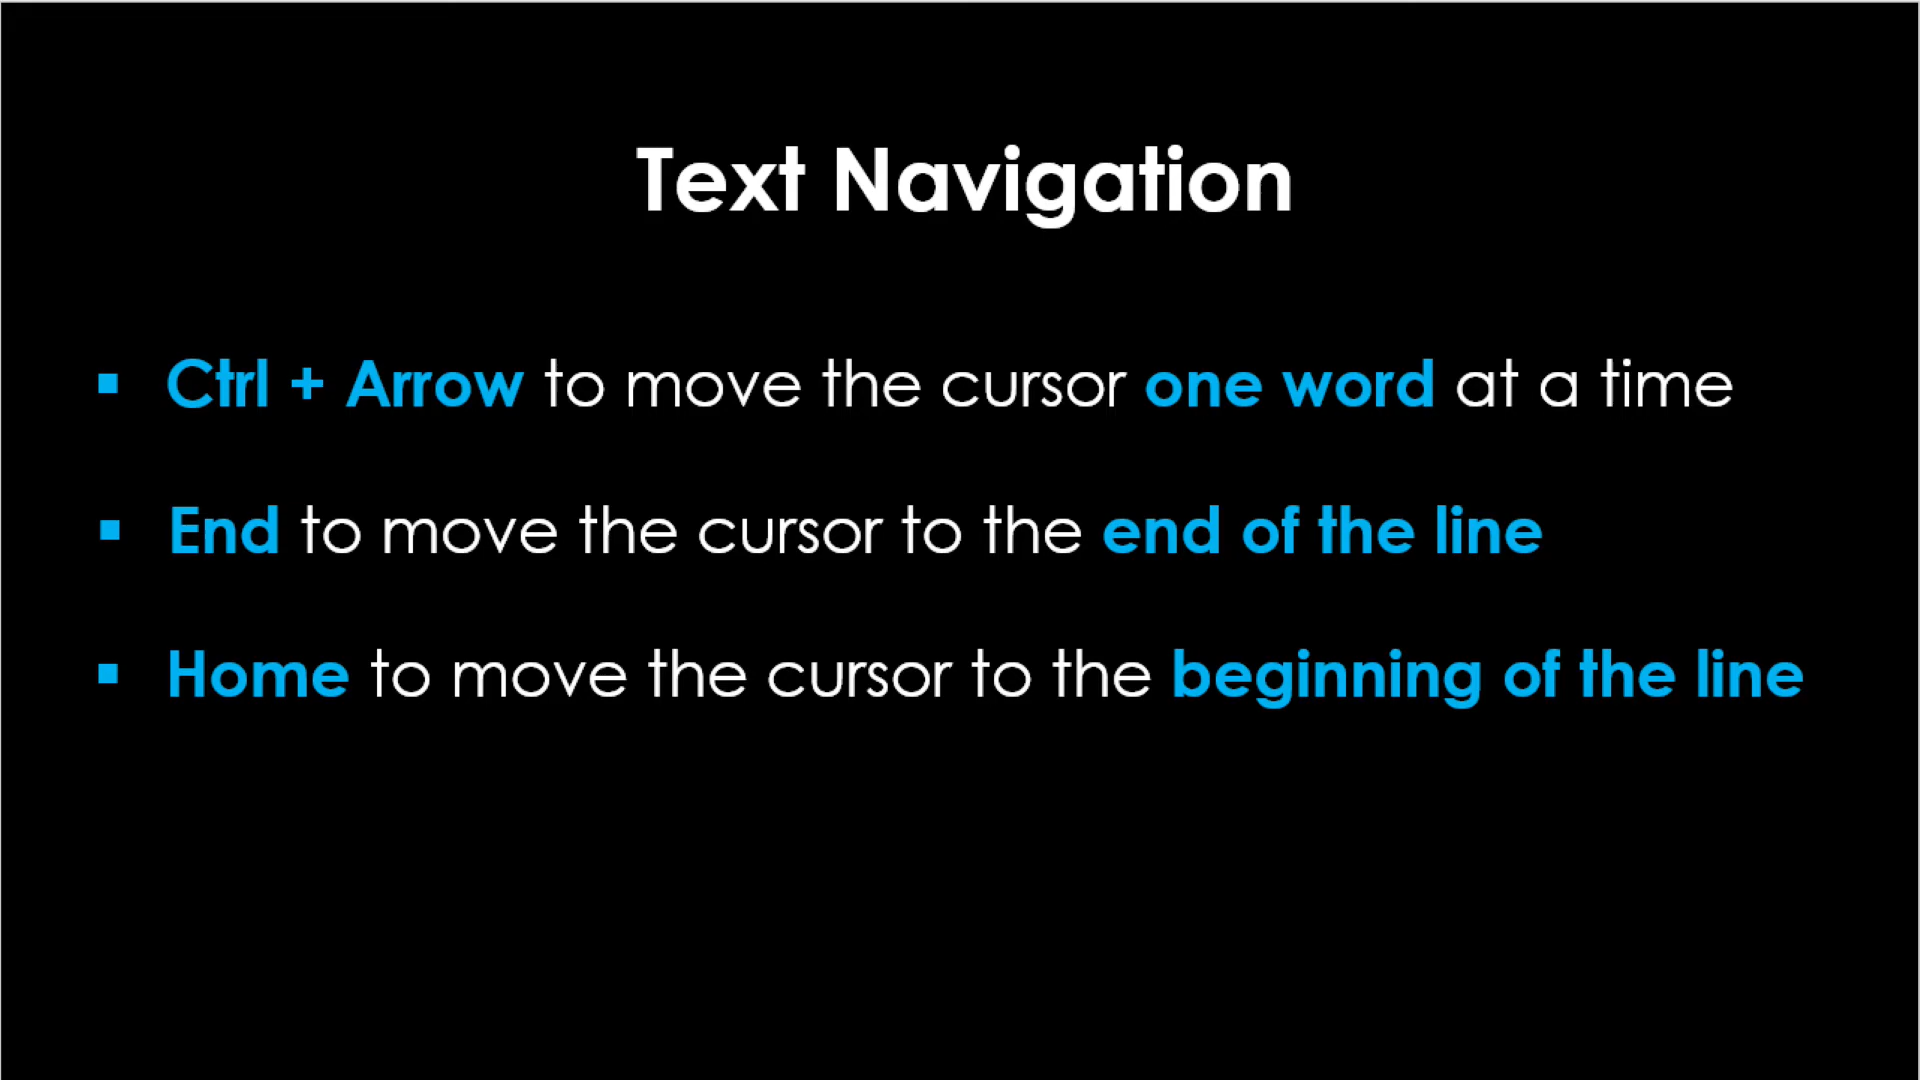 Text Navigation
▪ Ctrl + Arrow to move the cursor one word at a time
▪ End to move the cursor to the end of the line
▪ Home to move the cursor to the beginning of the line